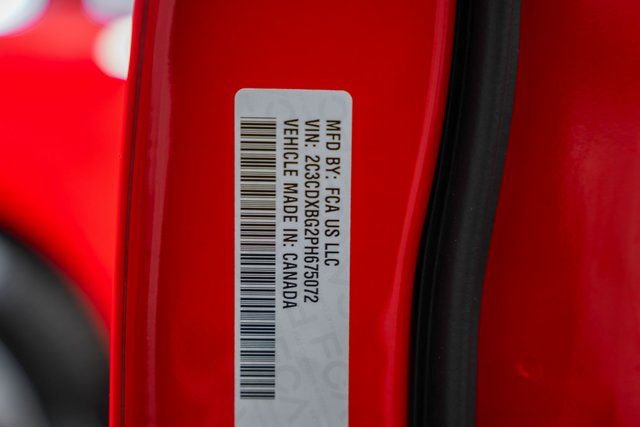 MFD BY: FCA US LLC
VIN: 2C3CDXBG2PH675072
VEHICLE MADE IN: CANADA